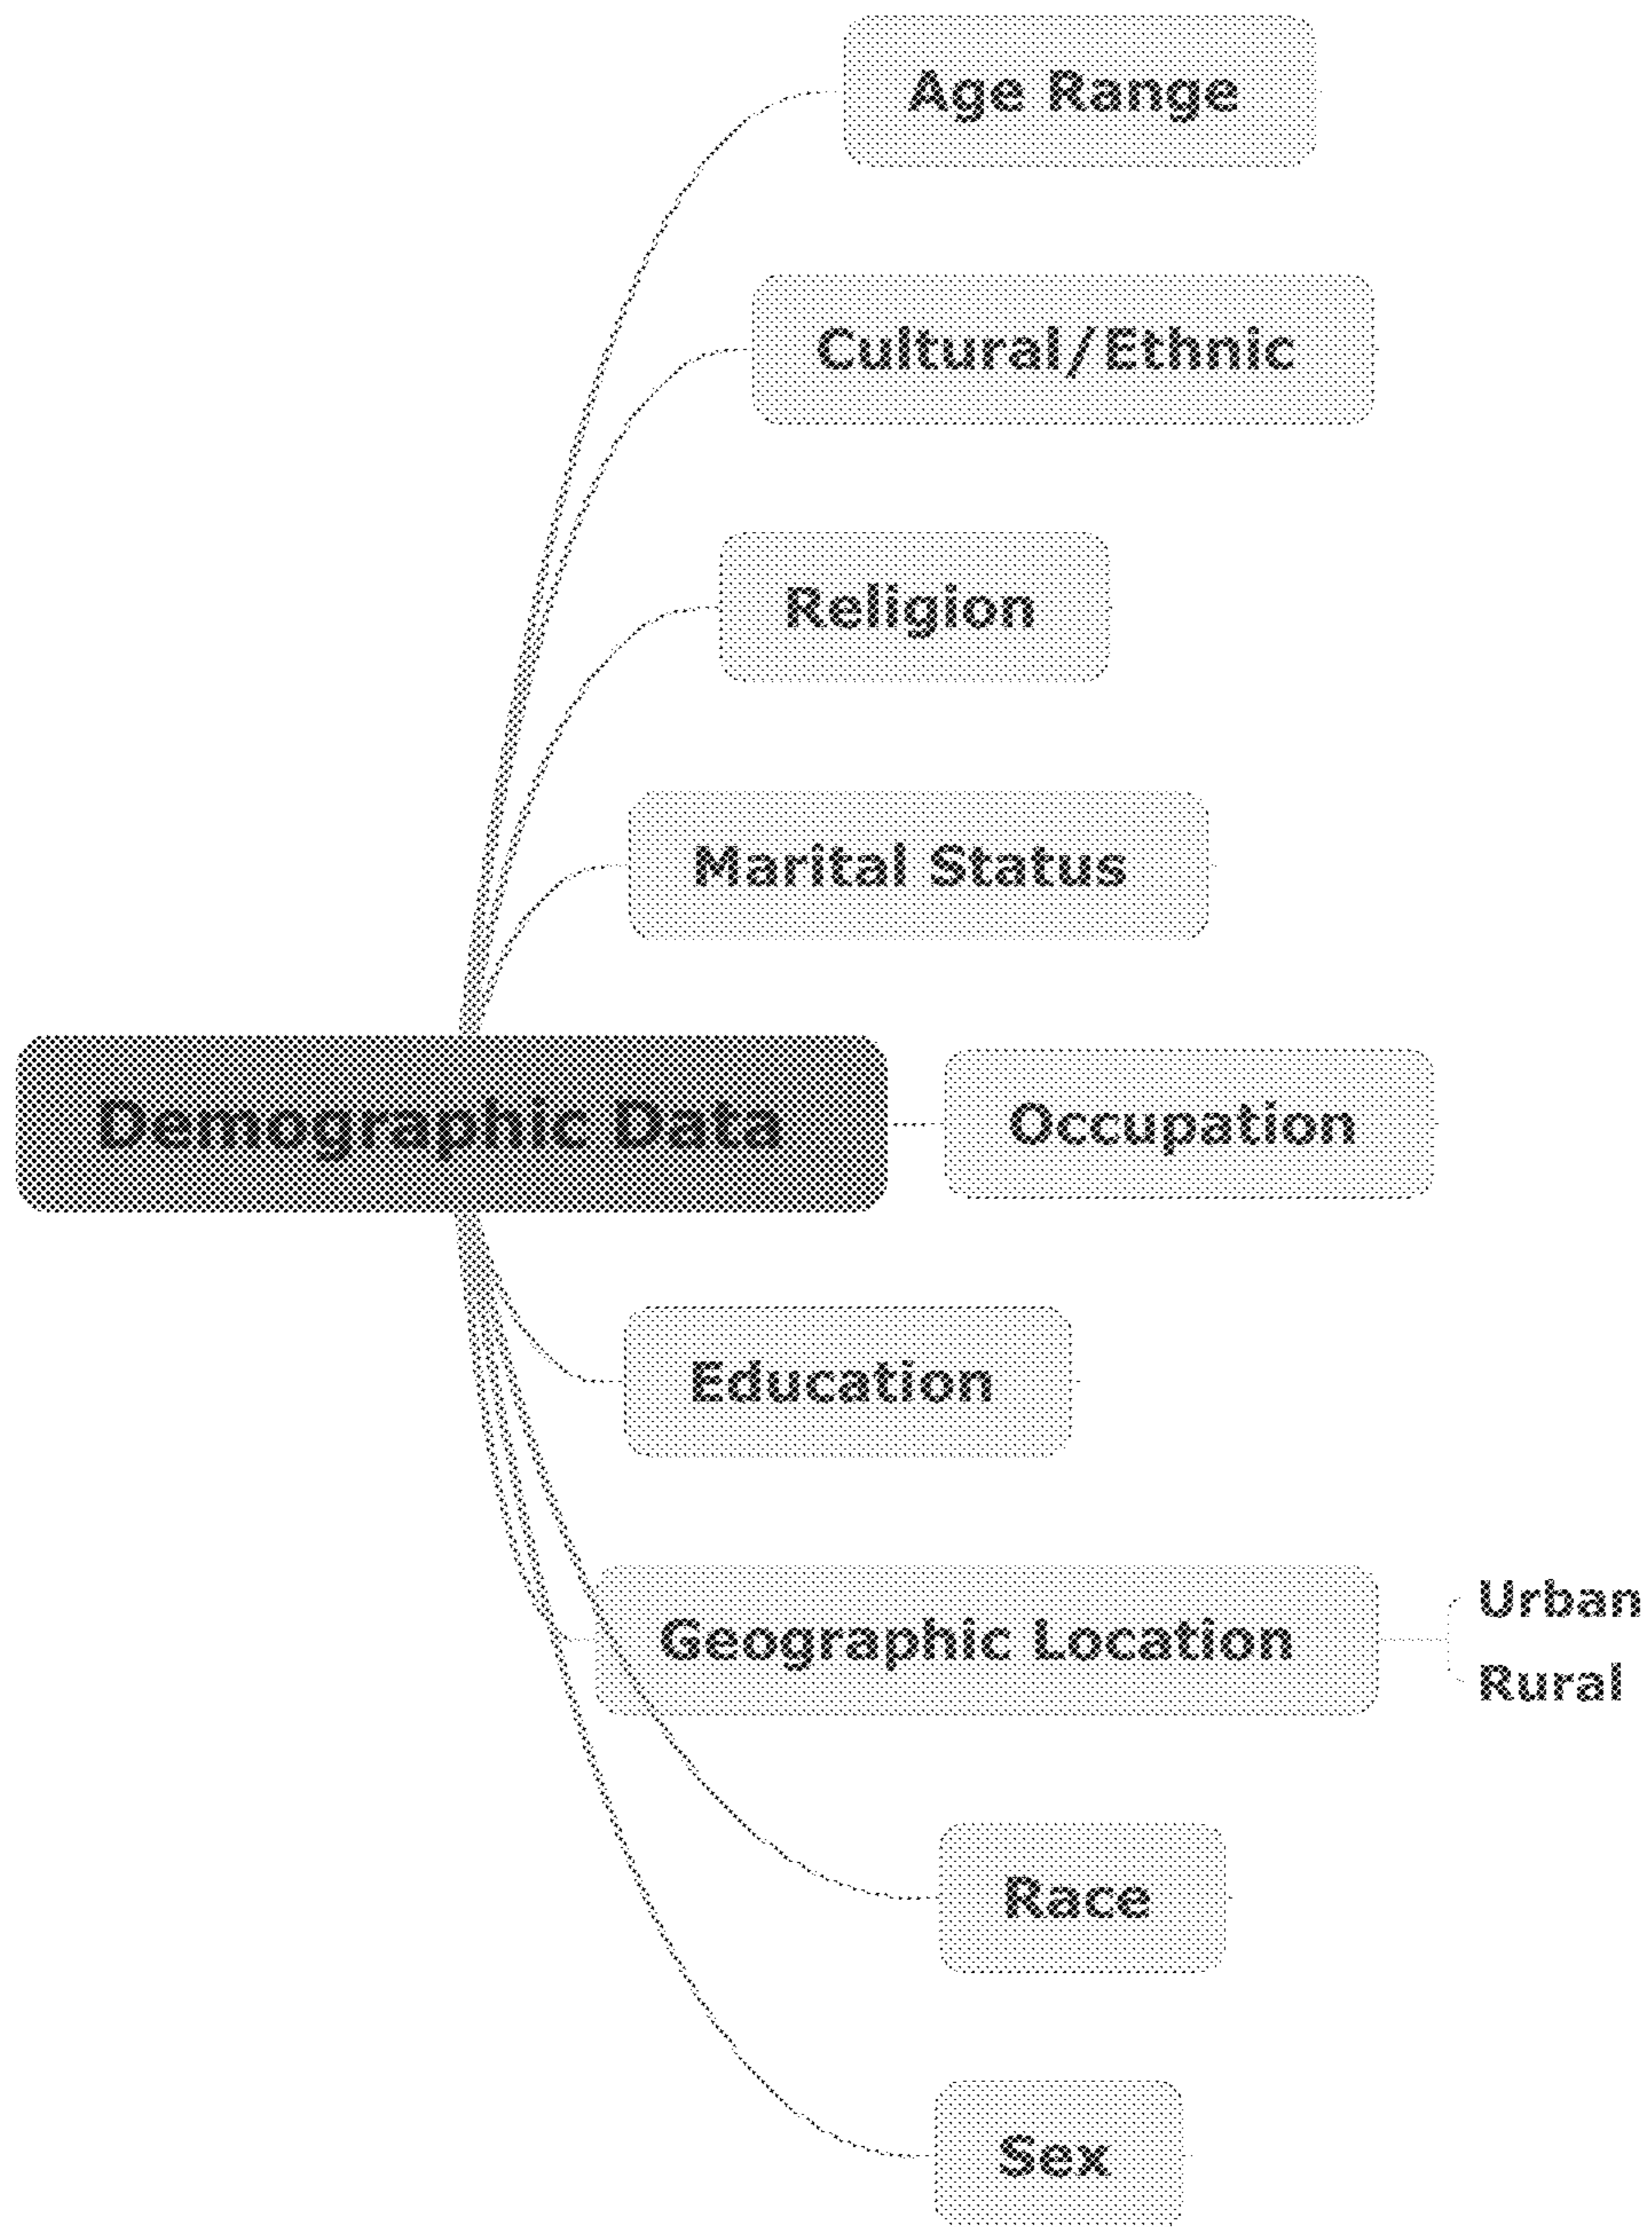 Age Range
Cultural/Ethnic
Religion
Marital Status
Demographic Data
Occupation
Education
Geographic Location
Urban
Rural
Race
Sex